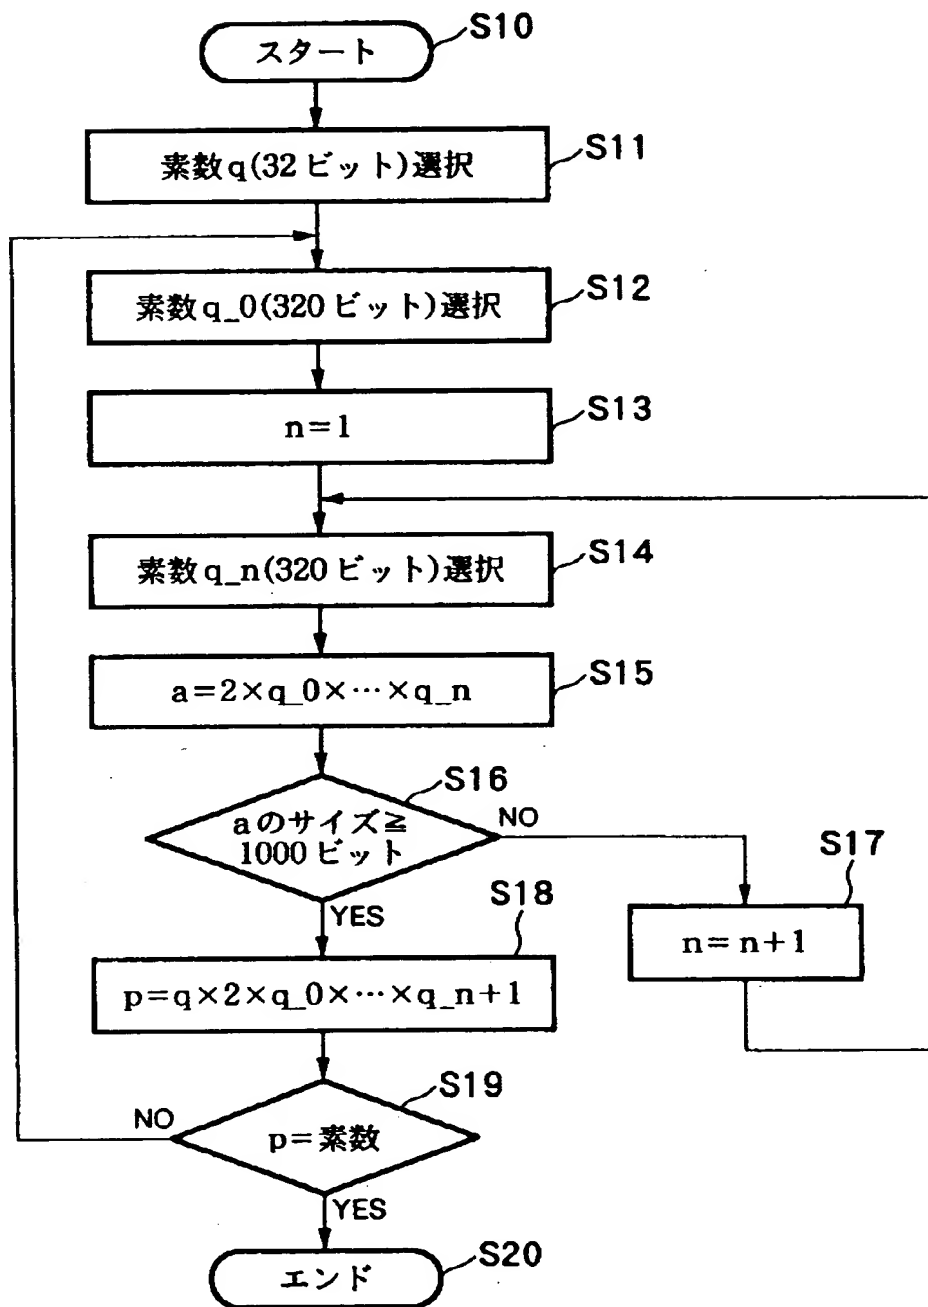 スタート
S10
素数q(32ビット)選択
S11
素数q_0(320ビット)選択
S12
n=1
S13
素数q_n(320ビット)選択
S14
a=2×q_0×⋯×q_n
S15
S16
aのサイズ≧
1000ビット
NO
YES
S17
n=n+1
S18
p=q×2×q_0×⋯×q_n+1
S19
p=素数
NO
YES
エンド
S20